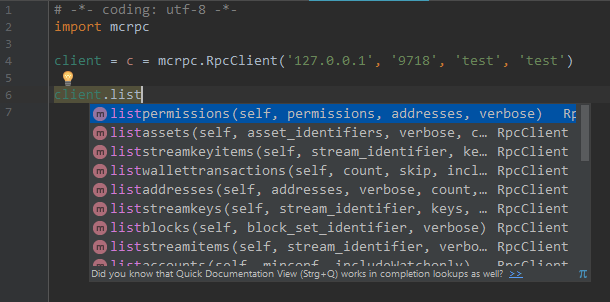 1 # -*- coding: utf-8 -*-
2 import mcrpc
3
4 client = c = mcrpc.RpcClient('127.0.0.1', '9718', 'test', 'test')
5
6 client.list
7
m listpermissions(self, permissions, addresses, verbose) Rp
m listassets(self, asset_identifiers, verbose, c… RpcClient
m liststreamkeyitems(self, stream_identifier, ke… RpcClient
m listwallettransactions(self, count, skip, incl… RpcClient
m listaddresses(self, addresses, verbose, count,… RpcClient
m liststreamkeys(self, stream_identifier, keys, … RpcClient
m listblocks(self, block_set_identifier, verbose) RpcClient
m liststreamitems(self, stream_identifier, verbo… RpcClient
m listaccounts(self, minconf, includeWatchonly) RpcClient
Did you know that Quick Documentation View (Strg+Q) works in completion lookups as well? >> π